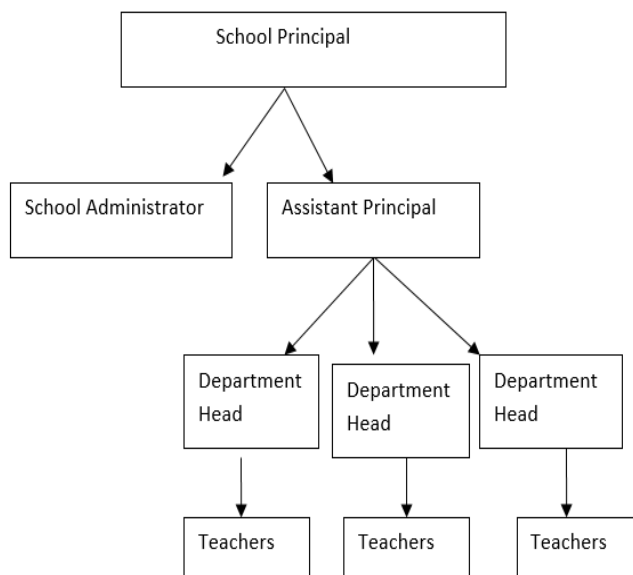 School Principal
School Administrator
Assistant Principal
Department
Head
Department
Head
Department
Head
Teachers
Teachers
Teachers